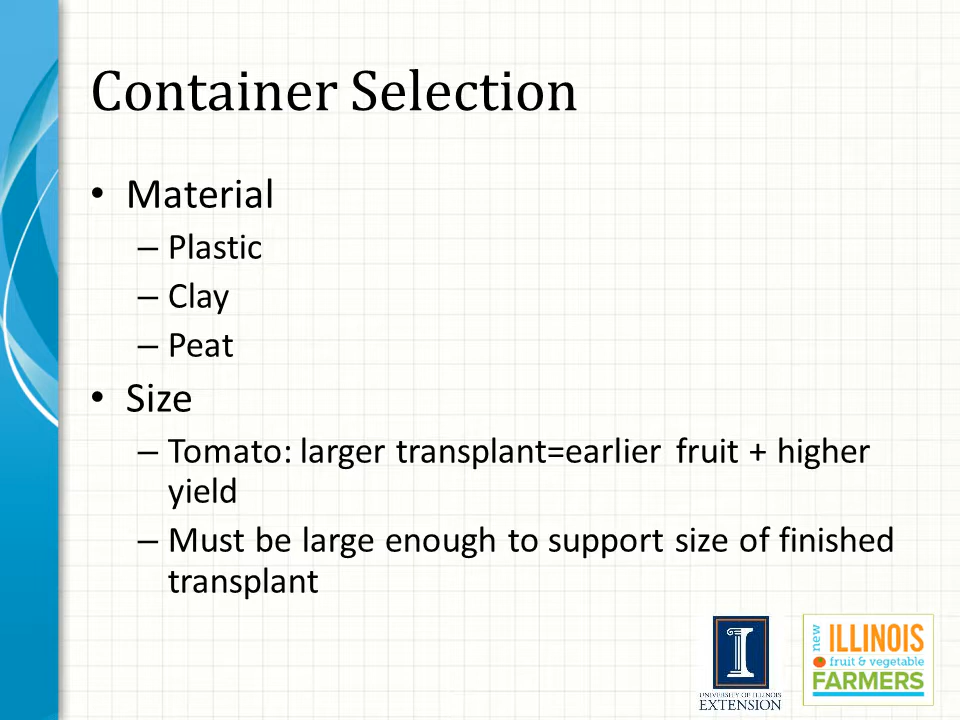 Container Selection
• Material
– Plastic
– Clay
– Peat
• Size
– Tomato: larger transplant=earlier fruit + higher
yield
– Must be large enough to support size of finished
transplant
I
UNIVERSITY OF ILLINOIS
EXTENSION
new
ILLINOIS
fruit & vegetable
FARMERS